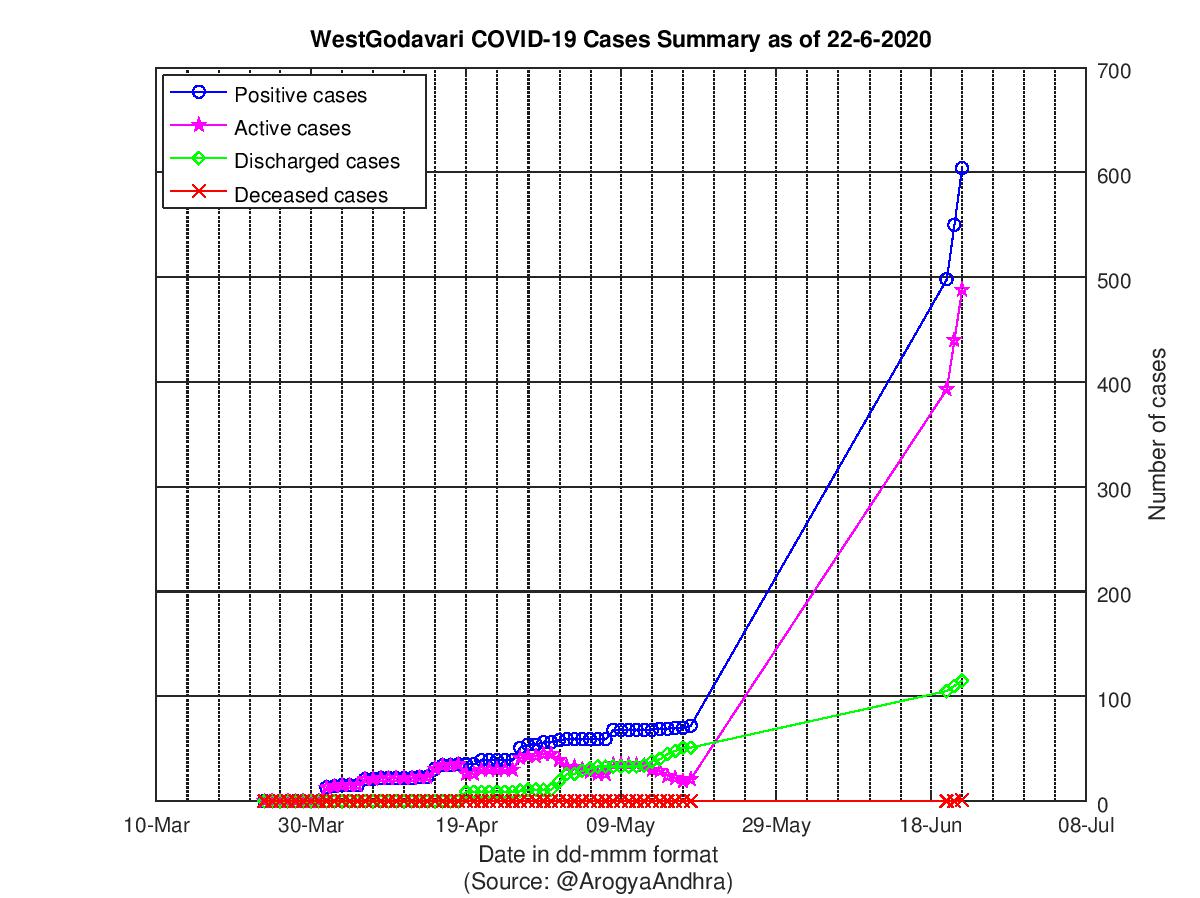 WestGodavari COVID-19 Cases Summary as of 22-6-2020
Positive cases
Active cases
Discharged cases
Deceased cases
700
600
500
400
300
200
100
0
Number of cases
10-Mar 30-Mar 19-Apr 09-May 29-May 18-Jun 08-Jul
Date in dd-mmm format
(Source: @ArogyaAndhra)